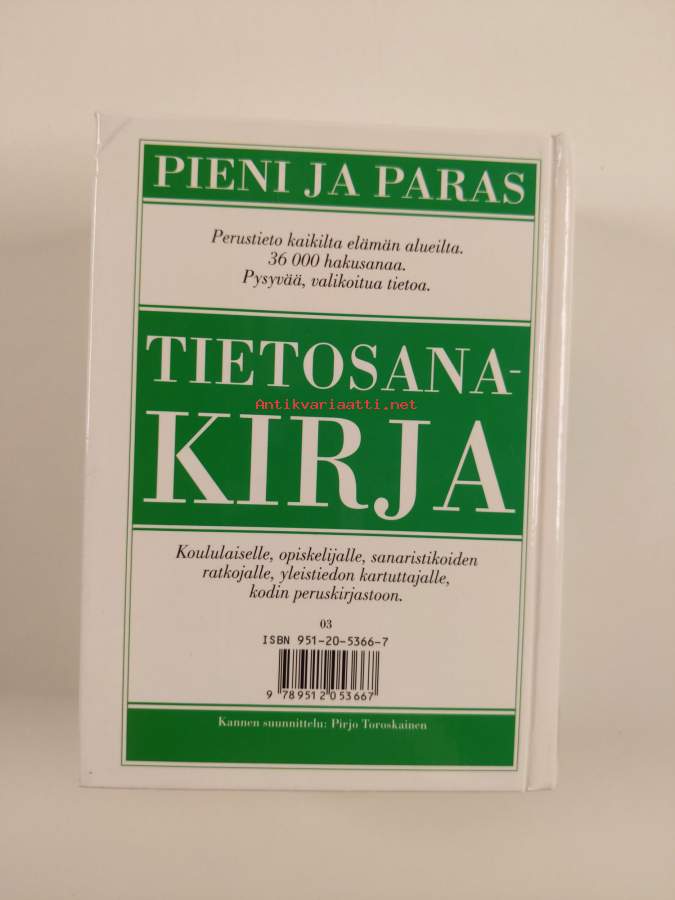 PIENI JA PARAS
Perustieto kaikilta elämän alueilta.
36 000 hakusanaa.
Pysyvää, valikoitua tietoa.
TIETOSANA-
Antikvariaatti.net
KIRJA
Koululaiselle, opiskelijalle, sanaristikoiden
ratkojalle, yleistiedon kartuttajalle,
kodin peruskirjastoon.
03
ISBN 951-20-5366-7
9 789512 053667
Kannen suunnittelu: Pirjo Toroskainen